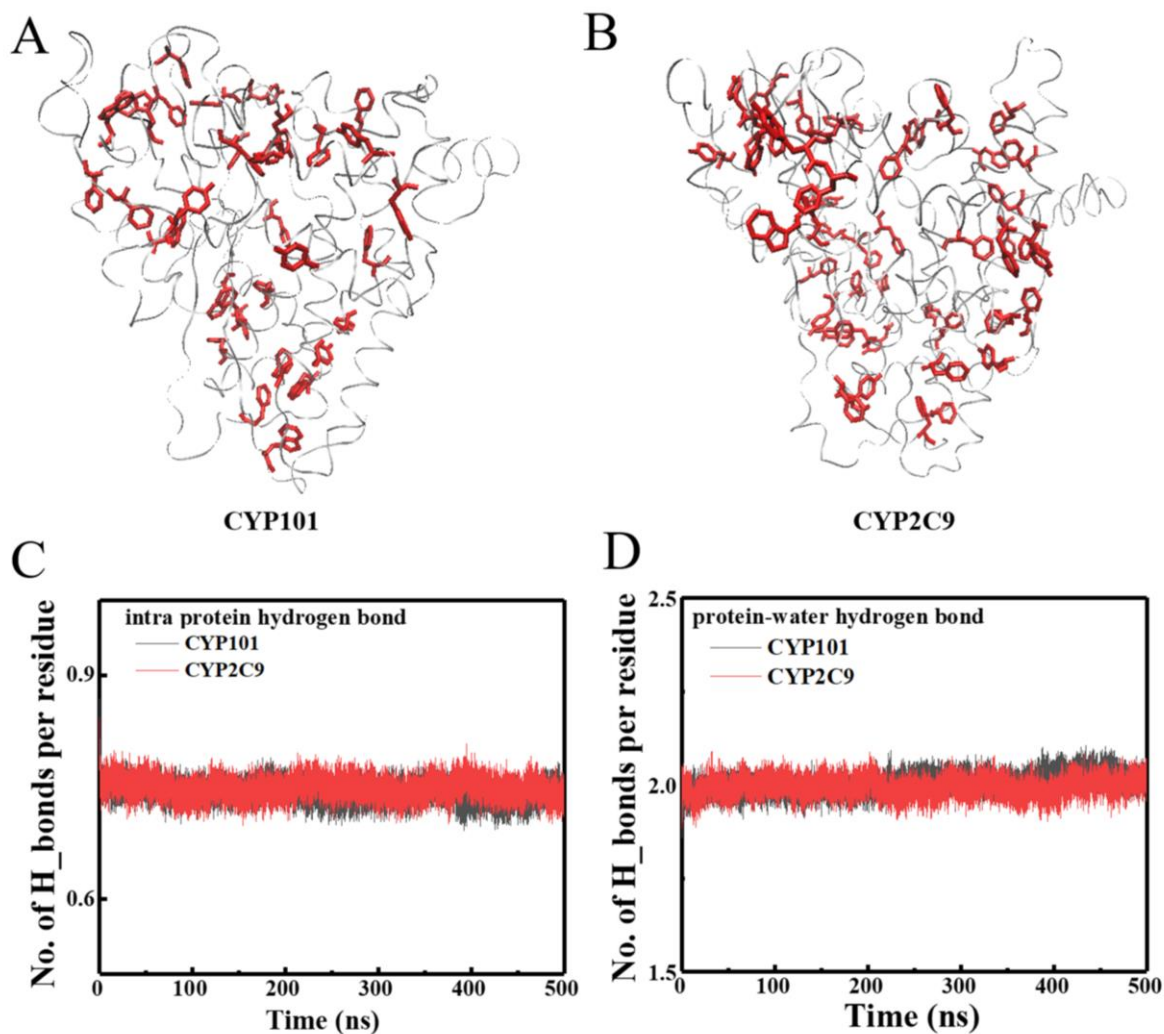 A
B
CYP101
CYP2C9
C
D
No. of H_bonds per residue
0.9
0.6
intra protein hydrogen bond
CYP101
CYP2C9
0
100
200
300
400
500
Time (ns)
No. of H_bonds per residue
2.5
2.0
1.5
protein-water hydrogen bond
CYP101
CYP2C9
0
100
200
300
400
500
Time (ns)